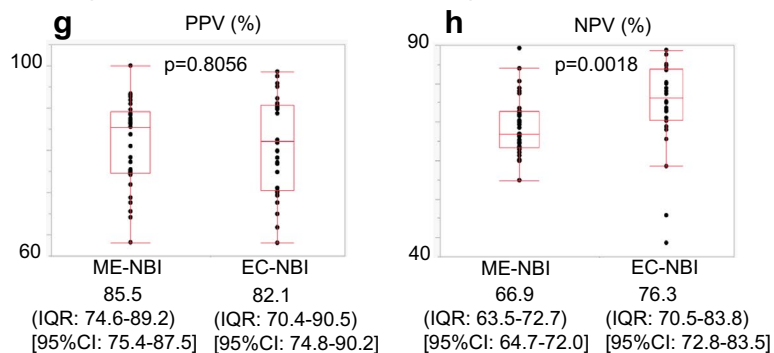 g PPV (%)
100
p=0.8056
60
ME-NBI EC-NBI
85.5 82.1
(IQR: 74.6-89.2) (IQR: 70.4-90.5)
[95%CI: 75.4-87.5] [95%CI: 74.8-90.2]
h NPV (%)
90
p=0.0018
40
ME-NBI EC-NBI
66.9 76.3
(IQR: 63.5-72.7) (IQR: 70.5-83.8)
[95%CI: 64.7-72.0] [95%CI: 72.8-83.5]